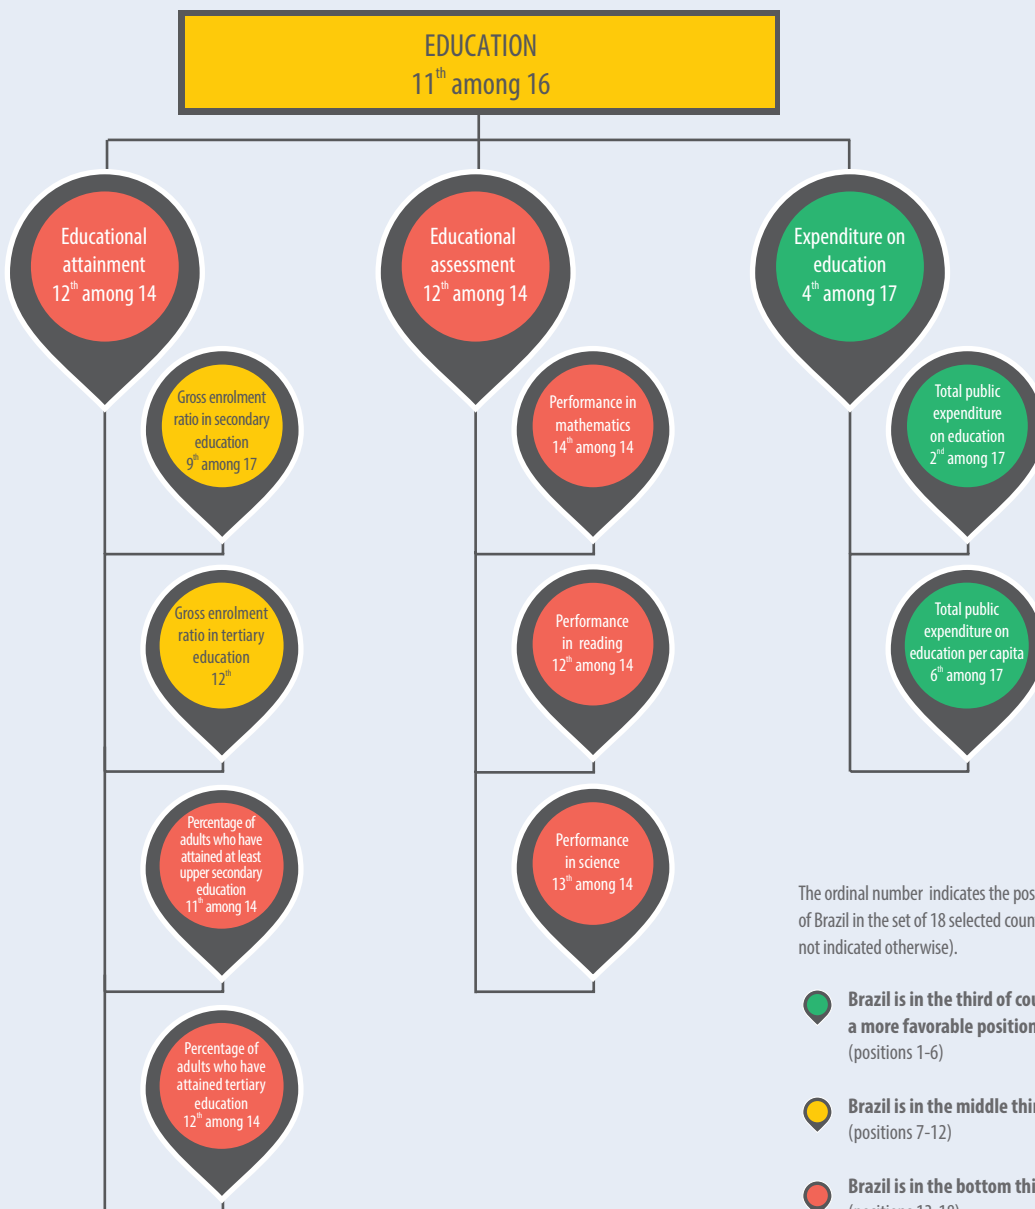 EDUCATION
11th among 16
Educational
attainment
12th among 14
Gross enrolment
ratio in secondary
education
9th among 17
Gross enrolment
ratio in tertiary
education
12th
Percentage of
adults who have
attained at least
upper secondary
education
11th among 14
Percentage of
adults who have
attained tertiary
education
12th among 14
Educational
assessment
12th among 14
Performance in
mathematics
14th among 14
Performance
in reading
12th among 14
Performance
in science
13th among 14
Expenditure on
education
4th among 17
Total public
expenditure
on education
2nd among 17
Total public
expenditure on
education per capita
6th among 17
The ordinal number indicates the
of Brazil in the set of 18 selected
not indicated otherwise).
Brazil is in the third of
a more favorable position
(positions 1-6)
Brazil is in the middle
(positions 7-12)
Brazil is in the bottom